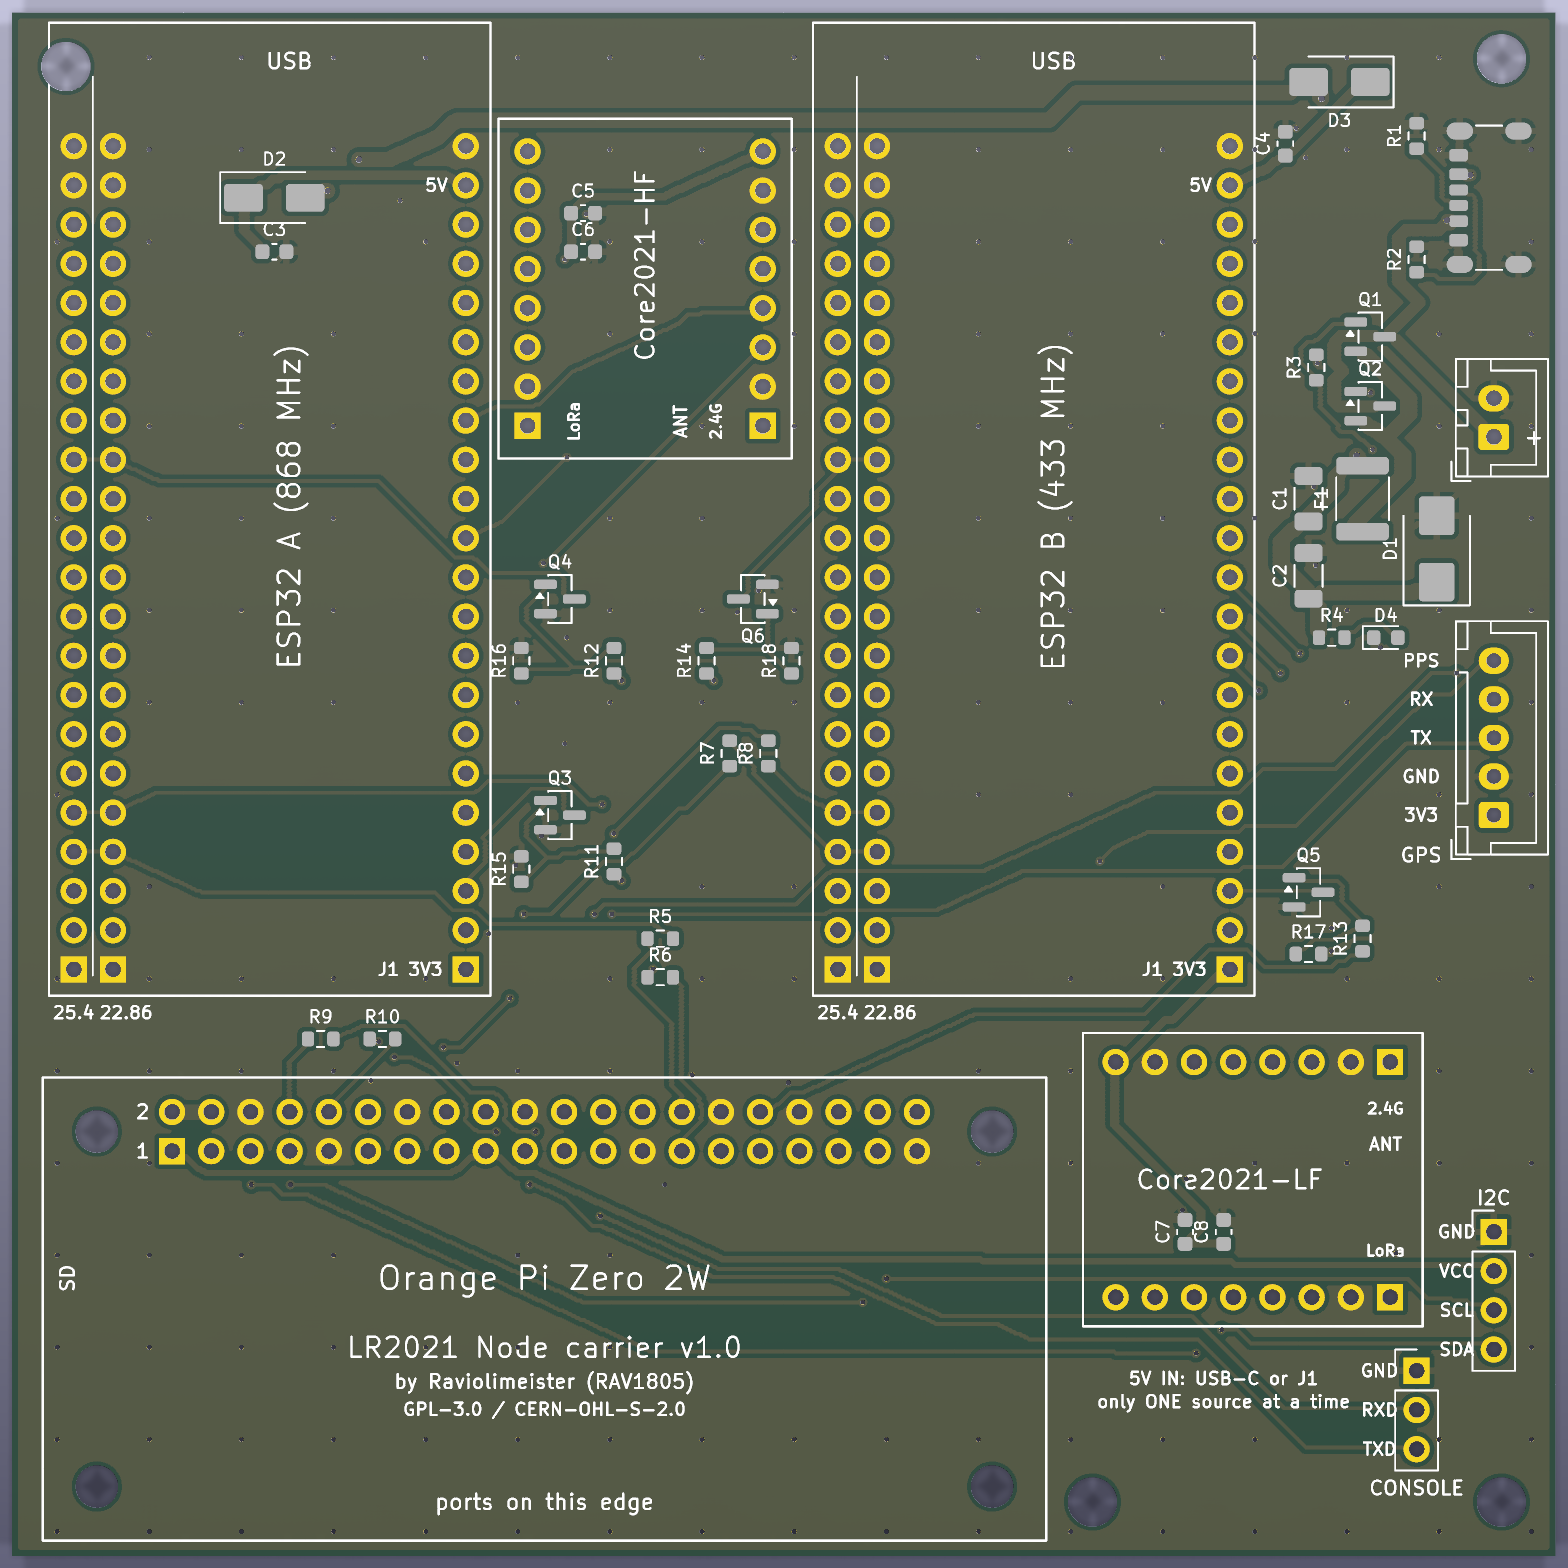 USB
USB
D3
C4
R1
D2
5V
5V
C5
C3
C6
Core2021-HF
R2
Q1
R3
Q2
LoRa
ANT
2.4G
+
ESP32 A (868 MHz)
ESP32 B (433 MHz)
C1
F1
D1
Q4
C2
Q6
R4
D4
R16
R12
R14
R18
PPS
RX
TX
R7
R8
GND
Q3
3V3
R15
R11
Q5
GPS
R5
R17
R13
R6
J1 3V3
J1 3V3
25.4 22.86
25.4 22.86
R9
R10
2
1
2.4G
ANT
I2C
C7
C8
GND
LoRa
VCC
SCL
SDA
SD
Orange Pi Zero 2W
LR2021 Node carrier v1.0
by Raviolimeister (RAV1805)
GPL-3.0 / CERN-OHL-S-2.0
5V IN: USB-C or J1
only ONE source at a time
GND
RXD
TXD
CONSOLE
ports on this edge